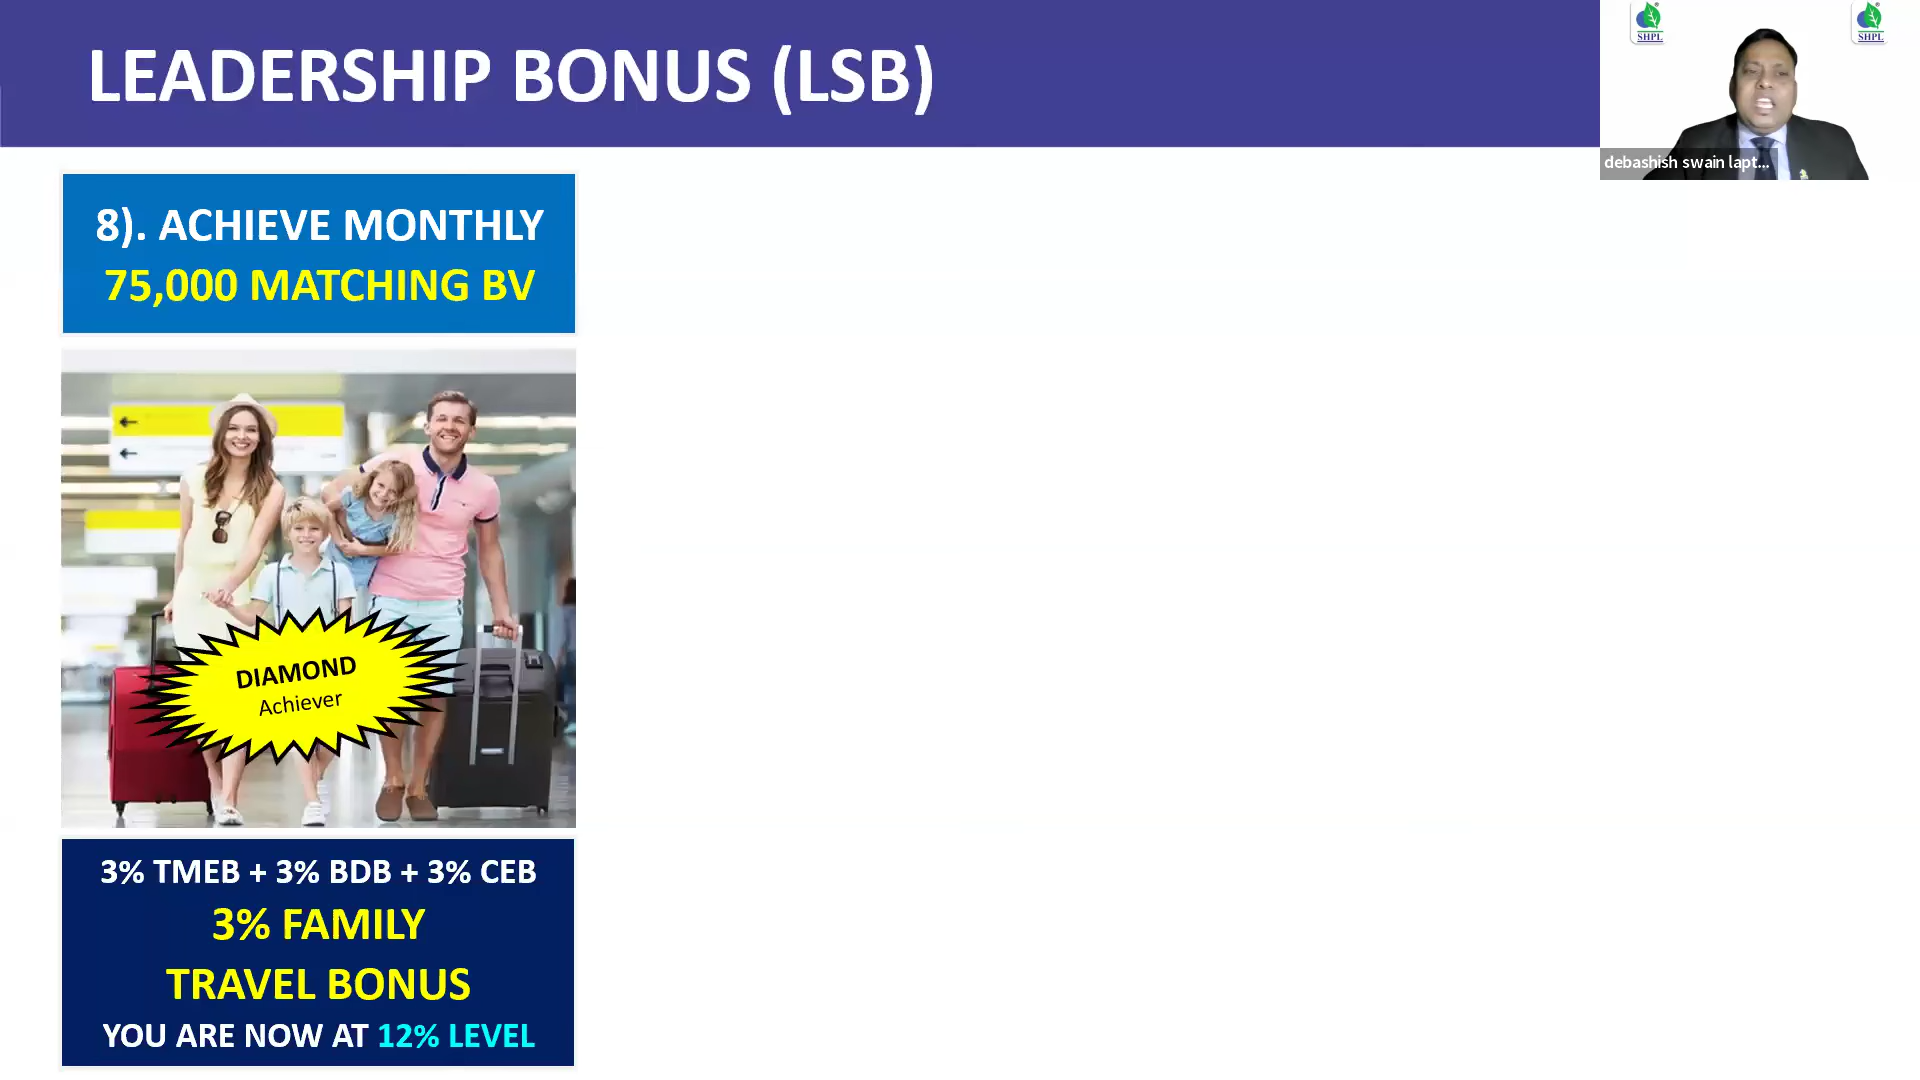 LEADERSHIP BONUS (LSB)
SHPL
SHPL
debashish swain lapt...
8). ACHIEVE MONTHLY
75,000 MATCHING BV
DIAMOND
Achiever
3% TMEB + 3% BDB + 3% CEB
3% FAMILY
TRAVEL BONUS
YOU ARE NOW AT 12% LEVEL